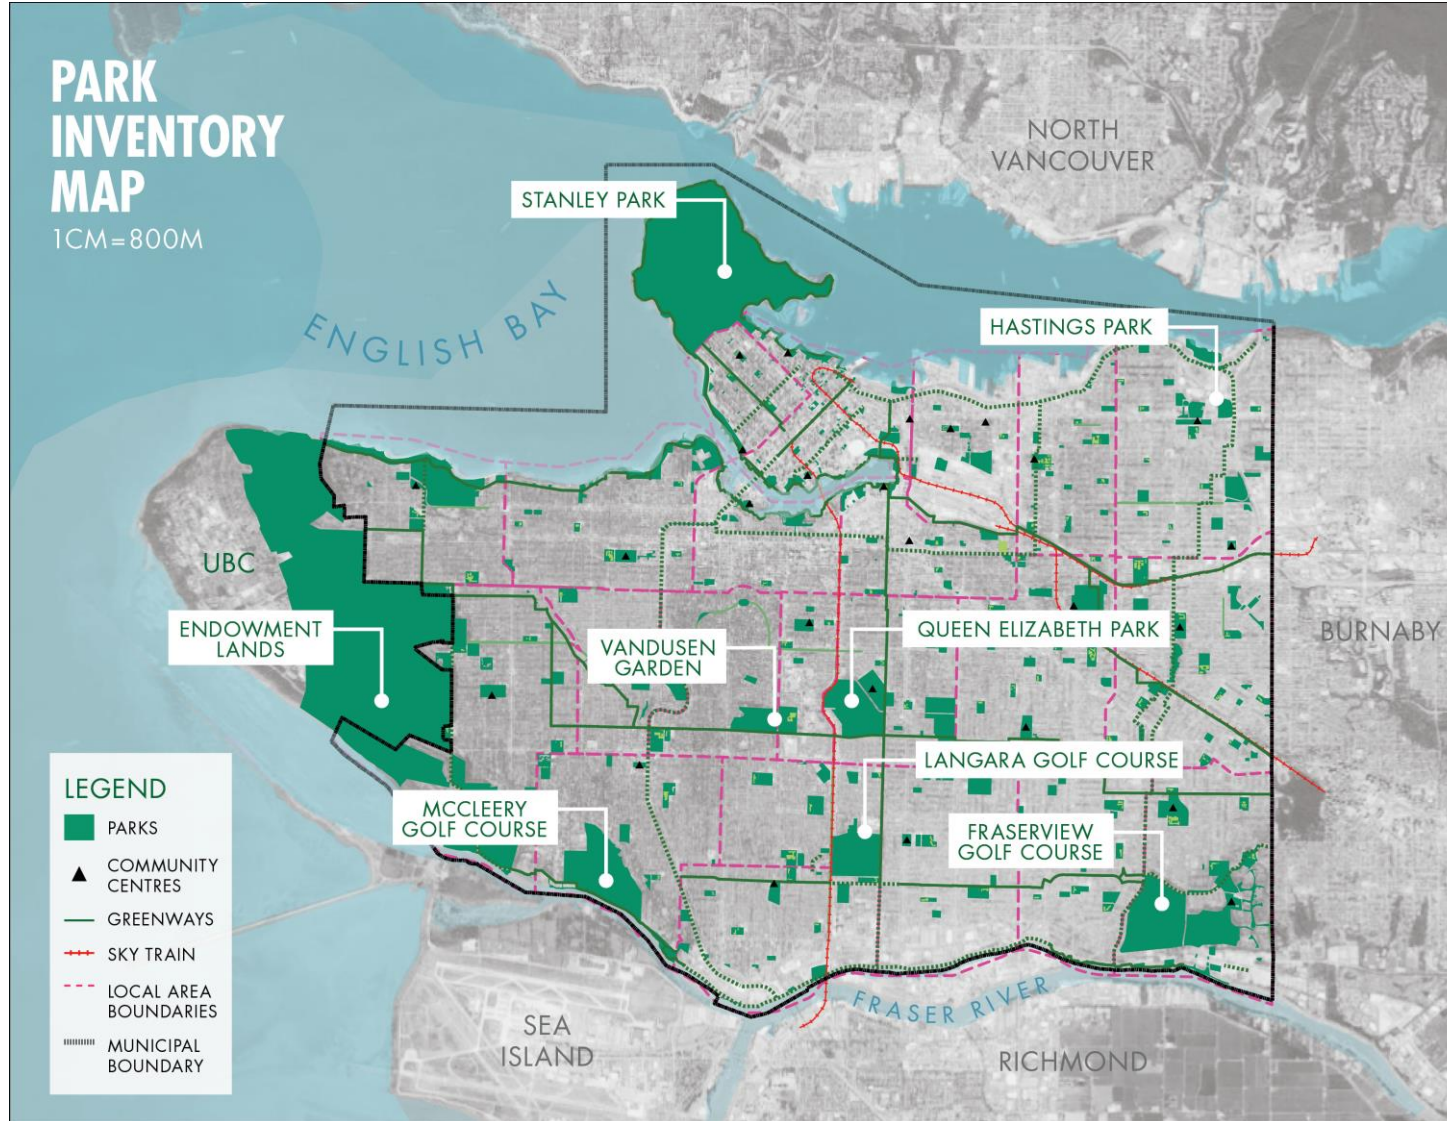 PARK
INVENTORY
MAP
1CM=800M
NORTH
VANCOUVER
STANLEY PARK
ENGLISH BAY
HASTINGS PARK
UBC
ENDOWMENT
LANDS
VANDUSEN
GARDEN
QUEEN ELIZABETH PARK
BURNABY
LANGARA GOLF COURSE
MCCLEERY
GOLF COURSE
FRASERVIEW
GOLF COURSE
LEGEND
PARKS
COMMUNITY
CENTRES
GREENWAYS
SKY TRAIN
LOCAL AREA
BOUNDARIES
MUNICIPAL
BOUNDARY
FRASER RIVER
SEA
ISLAND
RICHMOND